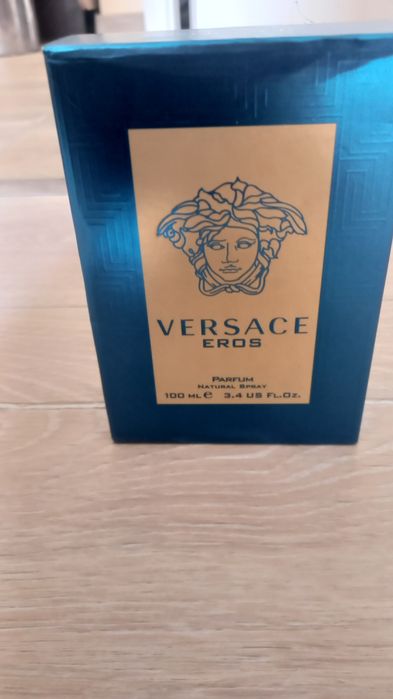 VERSACE
EROS
PARFUM
NATURAL SPRAY
100 ML e 3.4 US FL.OZ.